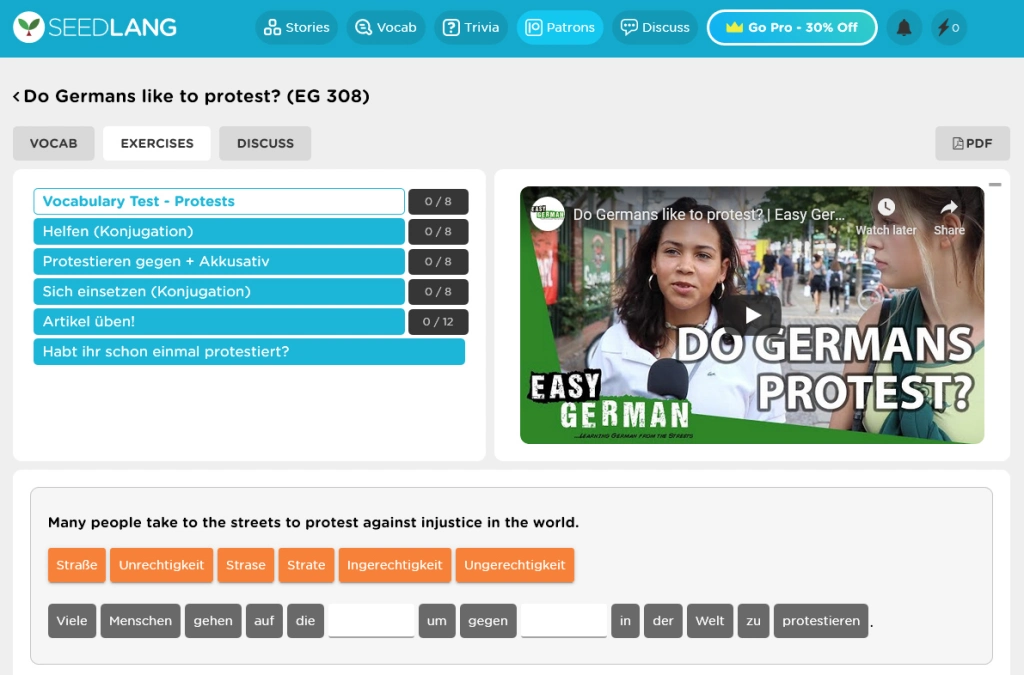 SEEDLANG Stories Vocab Trivia Patrons Discuss Go Pro - 30% Off 0
<Do Germans like to protest? (EG 308)
VOCAB EXERCISES DISCUSS PDF
Vocabulary Test - Protests 0 / 8
Helfen (Konjugation) 0 / 8
Protestieren gegen + Akkusativ 0 / 8
Sich einsetzen (Konjugation) 0 / 8
Artikel üben! 0 / 12
Habt ihr schon einmal protestiert?
EASY GERMAN
Do Germans like to protest? | Easy Ger...
Watch later Share
DO GERMANS
PROTEST?
EASY
GERMAN
...LEARNING GERMAN FROM THE STREETS
Many people take to the streets to protest against injustice in the world.
Straße Unrechtigkeit Strase Strate Ingerechtigkeit Ungerechtigkeit
Viele Menschen gehen auf die um gegen in der Welt zu protestieren .